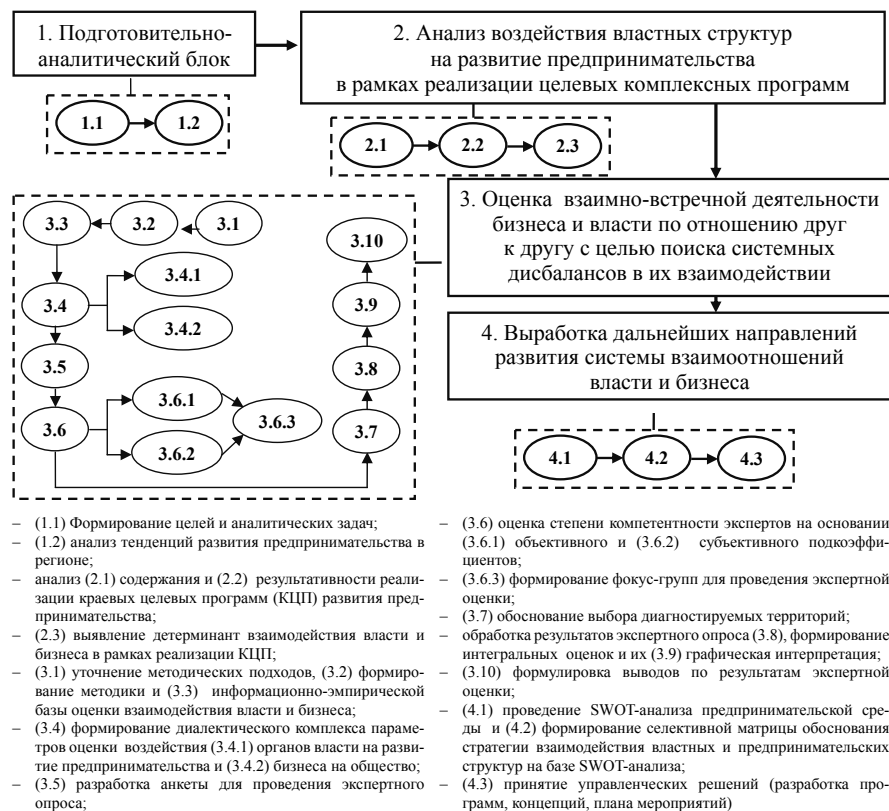 1. Подготовительно-
аналитический блок
2. Анализ воздействия властных структур
на развитие предпринимательства
в рамках реализации целевых комплексных программ
1.1
1.2
2.1
2.2
2.3
3. Оценка взаимно-встречной деятельности
бизнеса и власти по отношению друг
к другу с целью поиска системных
дисбалансов в их взаимодействии
3.3
3.2
3.1
3.10
3.4.1
3.4
3.9
3.4.2
3.5
3.8
3.6.1
3.6
3.6.3
3.7
3.6.2
4. Выработка дальнейших направлений
развития системы взаимоотношений
власти и бизнеса
4.1
4.2
4.3
– (1.1) Формирование целей и аналитических задач;
– (1.2) анализ тенденций развития предпринимательства в
регионе;
– анализ (2.1) содержания и (2.2) результативности реали-
зации краевых целевых программ (КЦП) развития пред-
принимательства;
– (2.3) выявление детерминант взаимодействия власти и
бизнеса в рамках реализации КЦП;
– (3.1) уточнение методических подходов, (3.2) формиро-
вание методики и (3.3) информационно-эмпирической
базы оценки взаимодействия власти и бизнеса;
– (3.4) формирование диалектического комплекса параме-
тров оценки воздействия (3.4.1) органов власти на разви-
тие предпринимательства и (3.4.2) бизнеса на общество;
– (3.5) разработка анкеты для проведения экспертного
опроса;
– (3.6) оценка степени компетентности экспертов на основании
(3.6.1) объективного и (3.6.2) субъективного подкоэффи-
циентов;
– (3.6.3) формирование фокус-групп для проведения экспертной
оценки;
– (3.7) обоснование выбора диагностируемых территорий;
– обработка результатов экспертного опроса (3.8), формирование
интегральных оценок и их (3.9) графическая интерпретация;
– (3.10) формулировка выводов по результатам экспертной
оценки;
– (4.1) проведение SWOT-анализа предпринимательской сре-
ды и (4.2) формирование селективной матрицы обоснования
стратегии взаимодействия властных и предпринимательских
структур на базе SWOT-анализа;
– (4.3) принятие управленческих решений (разработка про-
грамм, концепций, плана мероприятий)